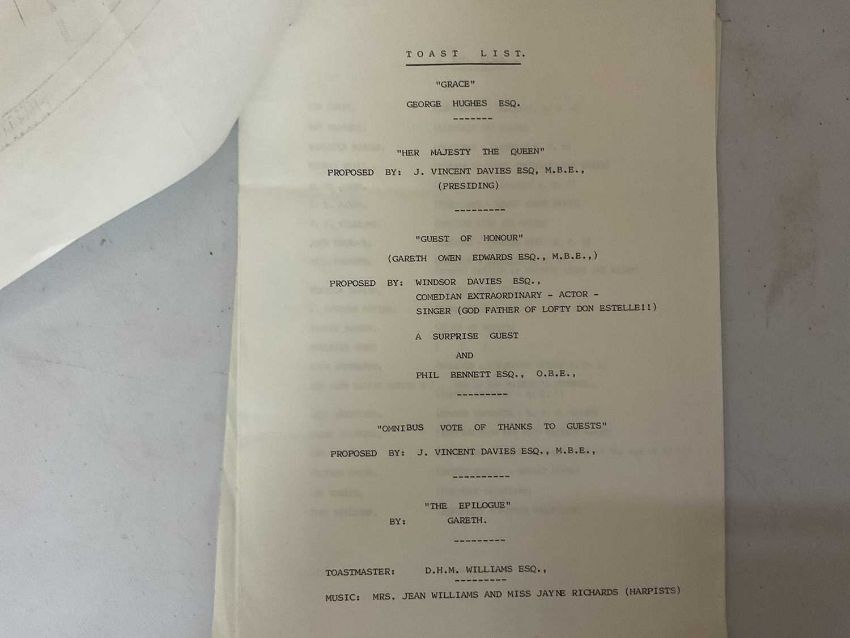 TOAST LIST.
"GRACE"
GEORGE HUGHES ESQ.
-------
"HER MAJESTY THE QUEEN"
PROPOSED BY: J. VINCENT DAVIES ESQ, M.B.E.,
(PRESIDING)
---------
"GUEST OF HONOUR"
(GARETH OWEN EDWARDS ESQ., M.B.E.,)
PROPOSED BY: WINDSOR DAVIES ESQ.,
COMEDIAN EXTRAORDINARY - ACTOR -
SINGER (GOD FATHER OF LOFTY DON ESTELLE!!)
A SURPRISE GUEST
AND
PHIL BENNETT ESQ., O.B.E.,
---------
"OMNIBUS VOTE OF THANKS TO GUESTS"
PROPOSED BY: J. VINCENT DAVIES ESQ., M.B.E.,
----------
"THE EPILOGUE"
BY: GARETH.
---------
TOASTMASTER: D.H.M. WILLIAMS ESQ.,
---------
MUSIC: MRS. JEAN WILLIAMS AND MISS JAYNE RICHARDS (HARPISTS)